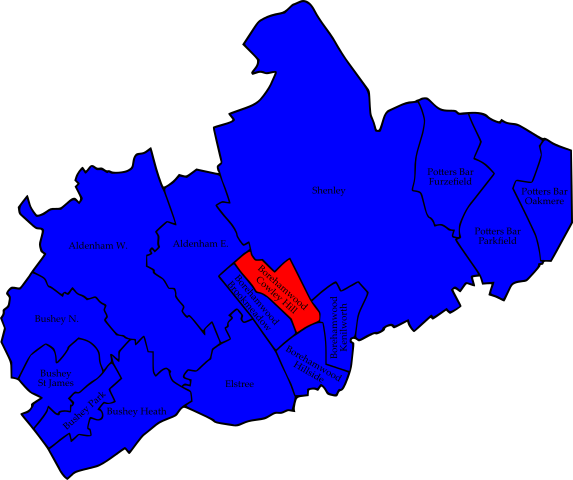 Shenley
Potters Bar
Furzefield
Potters Bar
Oakmere
Potters Bar
Parkfield
Aldenham W.
Aldenham E.
Borehamwood
Cowley Hill
Borehamwood
Brookmeadow
Borehamwood
Kenilworth
Borehamwood
Hillside
Bushey N.
Bushey
St James
Bushey Park
Bushey Heath
Elstree